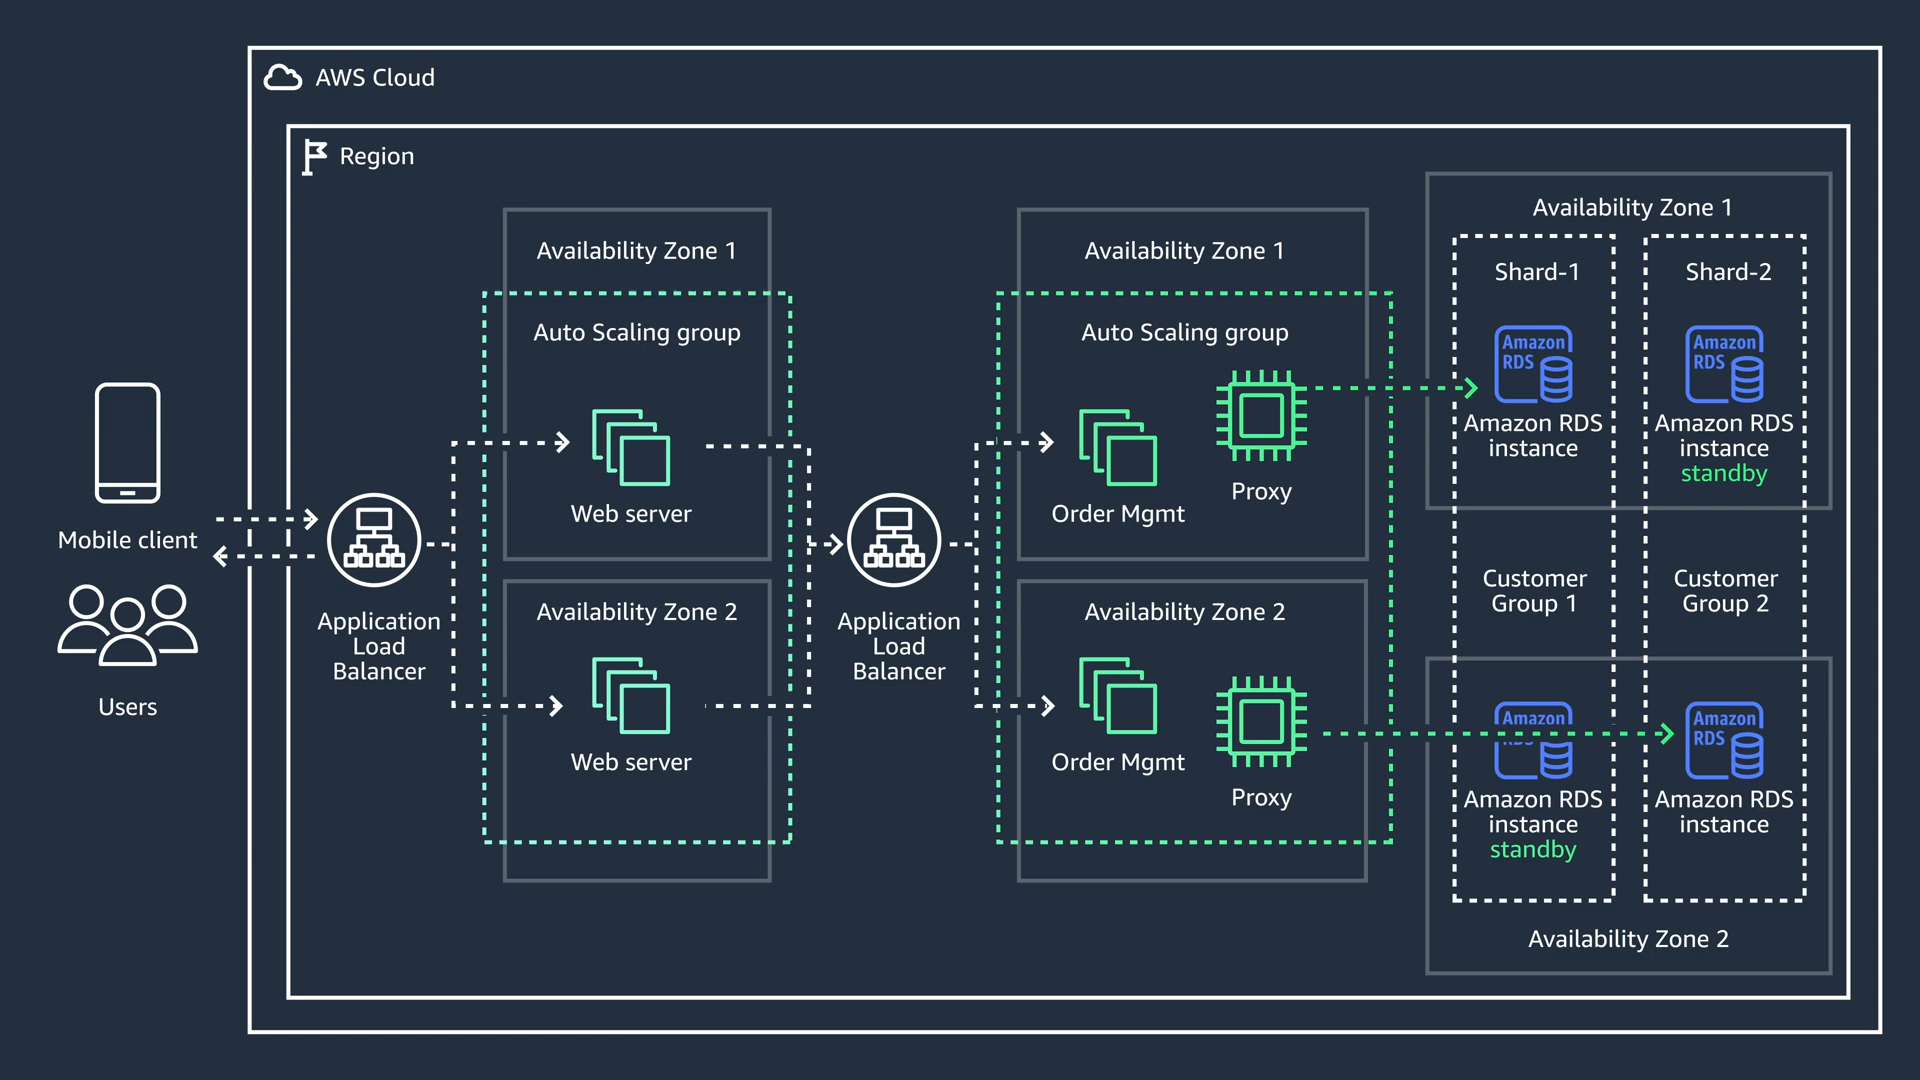 AWS Cloud
Region
Mobile client
Users
Application
Load
Balancer
Availability Zone 1
Auto Scaling group
Web server
Availability Zone 2
Web server
Application
Load
Balancer
Availability Zone 1
Auto Scaling group
Order Mgmt
Proxy
Availability Zone 2
Order Mgmt
Proxy
Availability Zone 1
Shard-1
Amazon
RDS
Amazon RDS
instance
Shard-2
Amazon
RDS
Amazon RDS
instance
standby
Customer
Group 1
Customer
Group 2
Amazon
RDS
Amazon RDS
instance
standby
Amazon
RDS
Amazon RDS
instance
Availability Zone 2